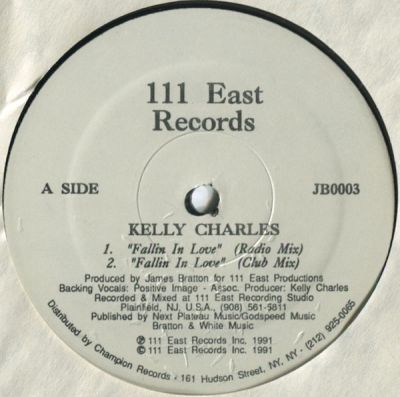 111 East
Records
A SIDE
JB0003
KELLY CHARLES
1. "Fallin In Love" (Radio Mix)
2. "Fallin In Love" (Club Mix)
Produced by James Bratton for 111 East Productions
Backing Vocals: Positive Image - Assoc. Producer: Kelly Charles
Recorded & Mixed at 111 East Recording Studio
Plainfield, NJ, U.S.A., (908) 561-5811
Published by Next Plateau Music/Godspeed Music
Bratton & White Music
℗ 111 East Records Inc. 1991
© 111 East Records Inc. 1991
Distributed by Champion Records - 161 Hudson Street, NY, NY - (212) 925-0065